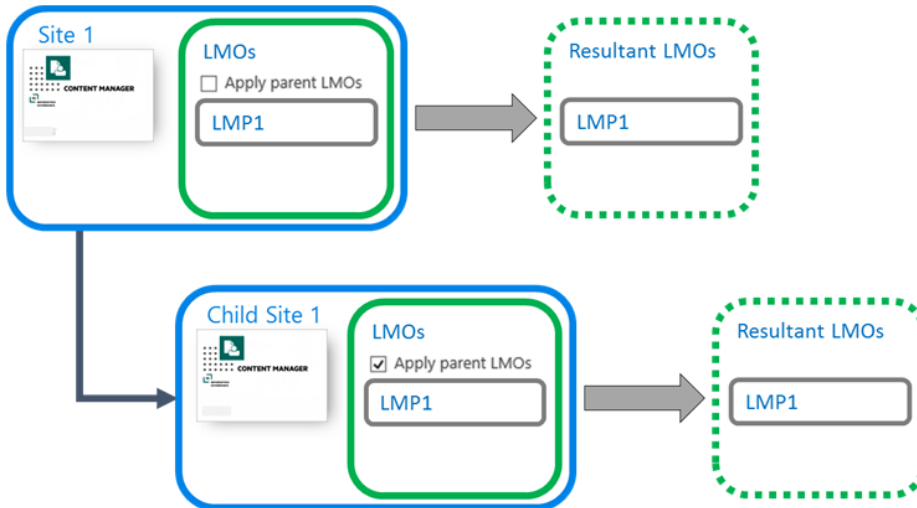 Site 1
CONTENT MANAGER
LMOs
Apply parent LMOs
LMP1
Resultant LMOs
LMP1
Child Site 1
CONTENT MANAGER
LMOs
Apply parent LMOs
LMP1
Resultant LMOs
LMP1